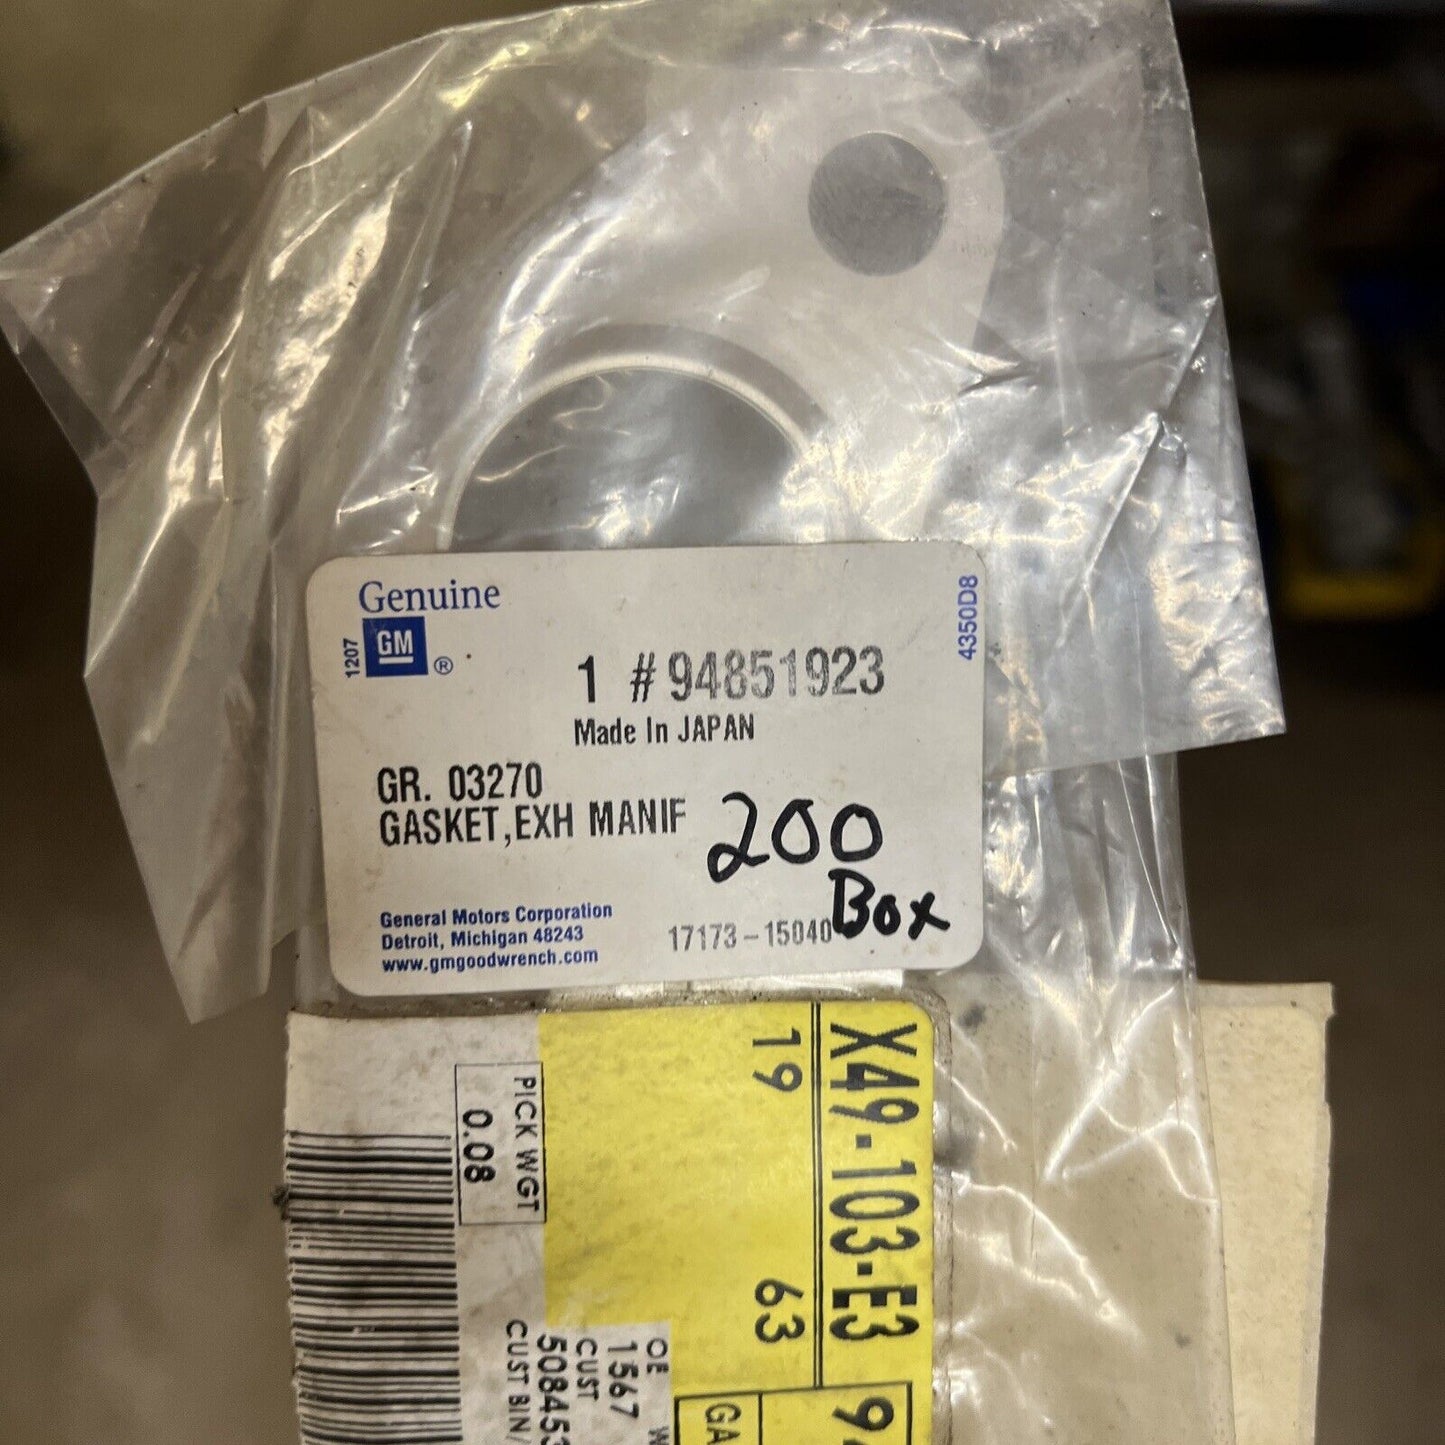 Genuine
GM ®
1207
4350D8
1 #94851923
Made In JAPAN
GR. 03270
GASKET,EXH MANIF
200
Box
General Motors Corporation
Detroit, Michigan 48243
www.gmgoodwrench.com
17173-15040
X49-103-E3
19 63
PICK WGT
0.08
OE
1567
CUST
CUST BIN/
GA